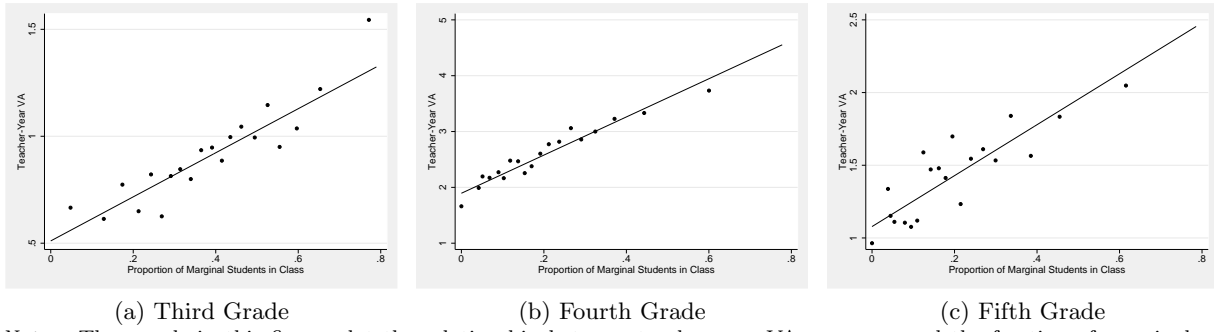 Teacher-Year VA
1.5
1
.5
0 .2 .4 .6 .8
Proportion of Marginal Students in Class
(a) Third Grade
Teacher-Year VA
5
4
3
2
1
0 .2 .4 .6 .8
Proportion of Marginal Students in Class
(b) Fourth Grade
Teacher-Year VA
2.5
2
1.5
1
0 .2 .4 .6 .8
Proportion of Marginal Students in Class
(c) Fifth Grade